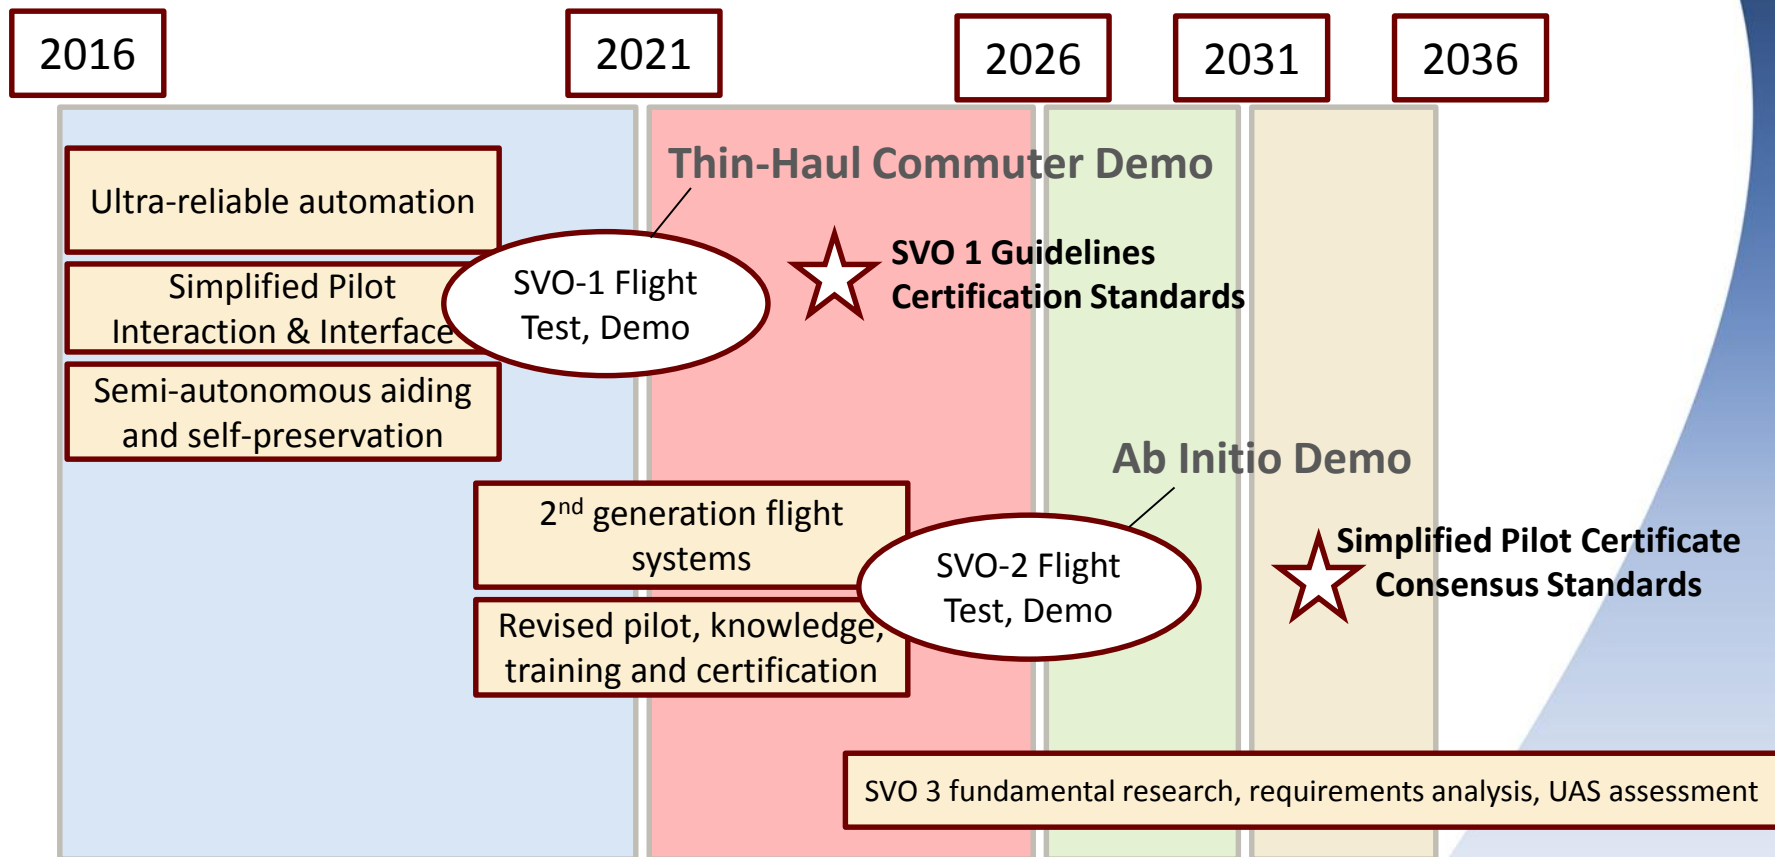 2016
2021
2026
2031
2036
Thin-Haul Commuter Demo
Ultra-reliable automation
Simplified Pilot
Interaction & Interface
Semi-autonomous aiding
and self-preservation
SVO-1 Flight
Test, Demo
SVO 1 Guidelines
Certification Standards
Ab Initio Demo
2nd generation flight
systems
Revised pilot, knowledge,
training and certification
SVO-2 Flight
Test, Demo
Simplified Pilot Certificate
Consensus Standards
SVO 3 fundamental research, requirements analysis, UAS assessment